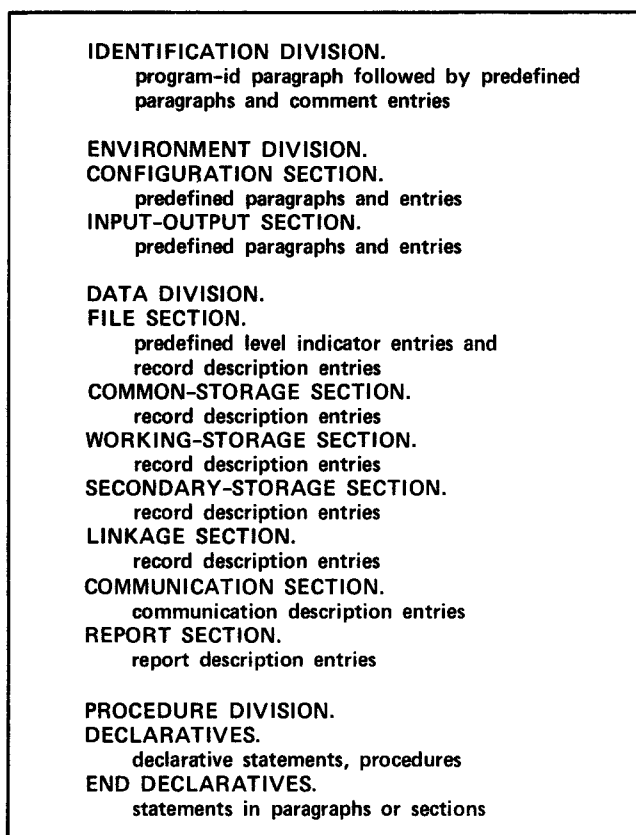 IDENTIFICATION DIVISION.
program-id paragraph followed by predefined
paragraphs and comment entries
ENVIRONMENT DIVISION.
CONFIGURATION SECTION.
predefined paragraphs and entries
INPUT-OUTPUT SECTION.
predefined paragraphs and entries
DATA DIVISION.
FILE SECTION.
predefined level indicator entries and
record description entries
COMMON-STORAGE SECTION.
record description entries
WORKING-STORAGE SECTION.
record description entries
SECONDARY-STORAGE SECTION.
record description entries
LINKAGE SECTION.
record description entries
COMMUNICATION SECTION.
communication description entries
REPORT SECTION.
report description entries
PROCEDURE DIVISION.
DECLARATIVES.
declarative statements, procedures
END DECLARATIVES.
statements in paragraphs or sections